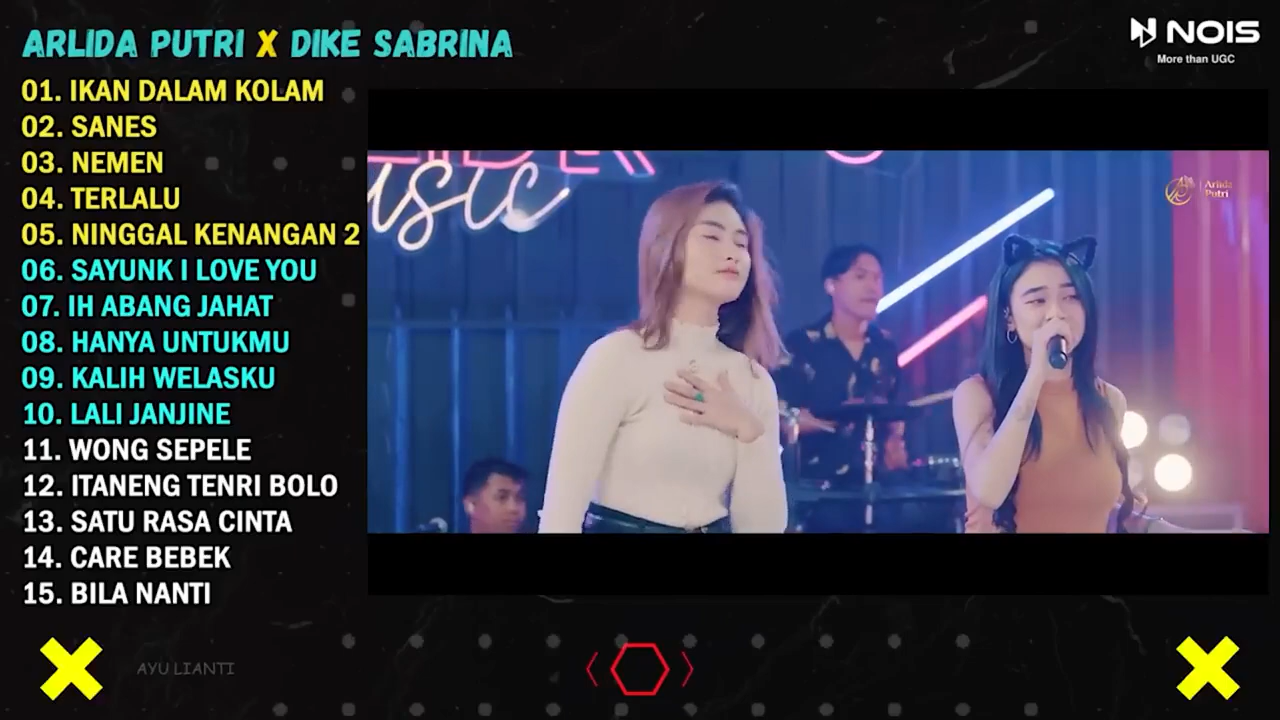 ARLIDA PUTRI X DIKE SABRINA
01. IKAN DALAM KOLAM
02. SANES
03. NEMEN
04. TERLALU
05. NINGGAL KENANGAN 2
06. SAYUNK I LOVE YOU
07. IH ABANG JAHAT
08. HANYA UNTUKMU
09. KALIH WELASKU
10. LALI JANJINE
11. WONG SEPELE
12. ITANENG TENRI BOLO
13. SATU RASA CINTA
14. CARE BEBEK
15. BILA NANTI
NOIS
More than UGC
usic
Arlida
Putri
AYU LIANTI